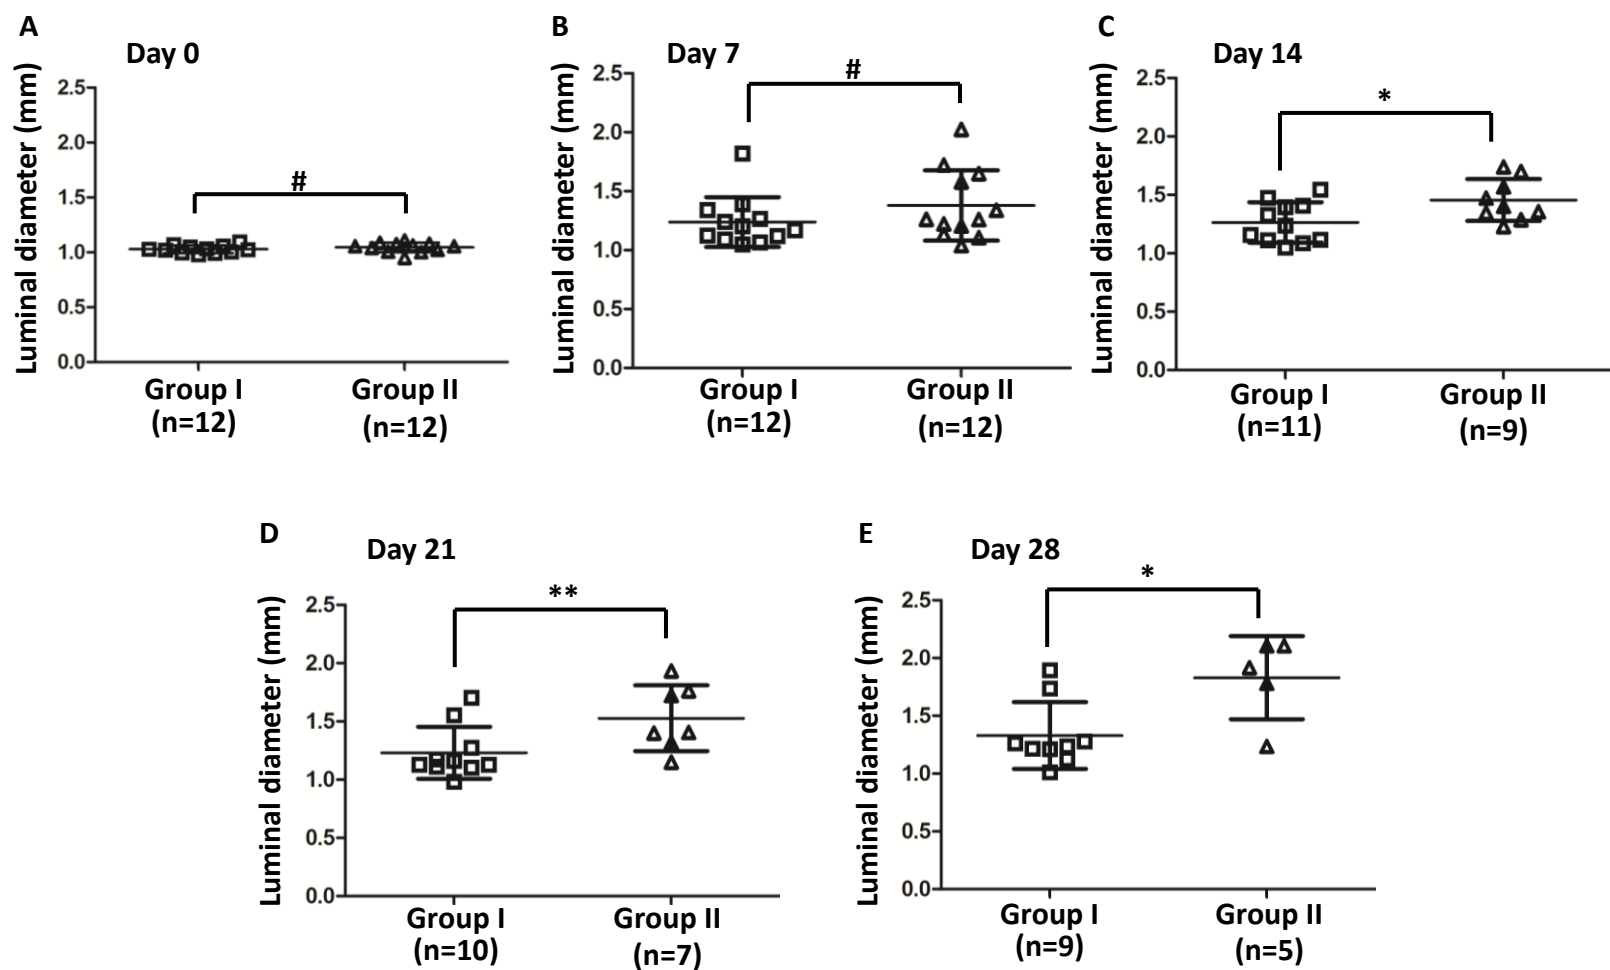 A
Day 0
Luminal diameter (mm)
2.5
2.0
1.5
1.0
0.5
0.0
#
Group I
(n=12)
Group II
(n=12)
B
Day 7
Luminal diameter (mm)
2.5
2.0
1.5
1.0
0.5
0.0
#
Group I
(n=12)
Group II
(n=12)
C
Day 14
Luminal diameter (mm)
2.5
2.0
1.5
1.0
0.5
0.0
*
Group I
(n=11)
Group II
(n=9)
D
Day 21
Luminal diameter (mm)
2.5
2.0
1.5
1.0
0.5
0.0
**
Group I
(n=10)
Group II
(n=7)
E
Day 28
Luminal diameter (mm)
2.5
2.0
1.5
1.0
0.5
0.0
*
Group I
(n=9)
Group II
(n=5)